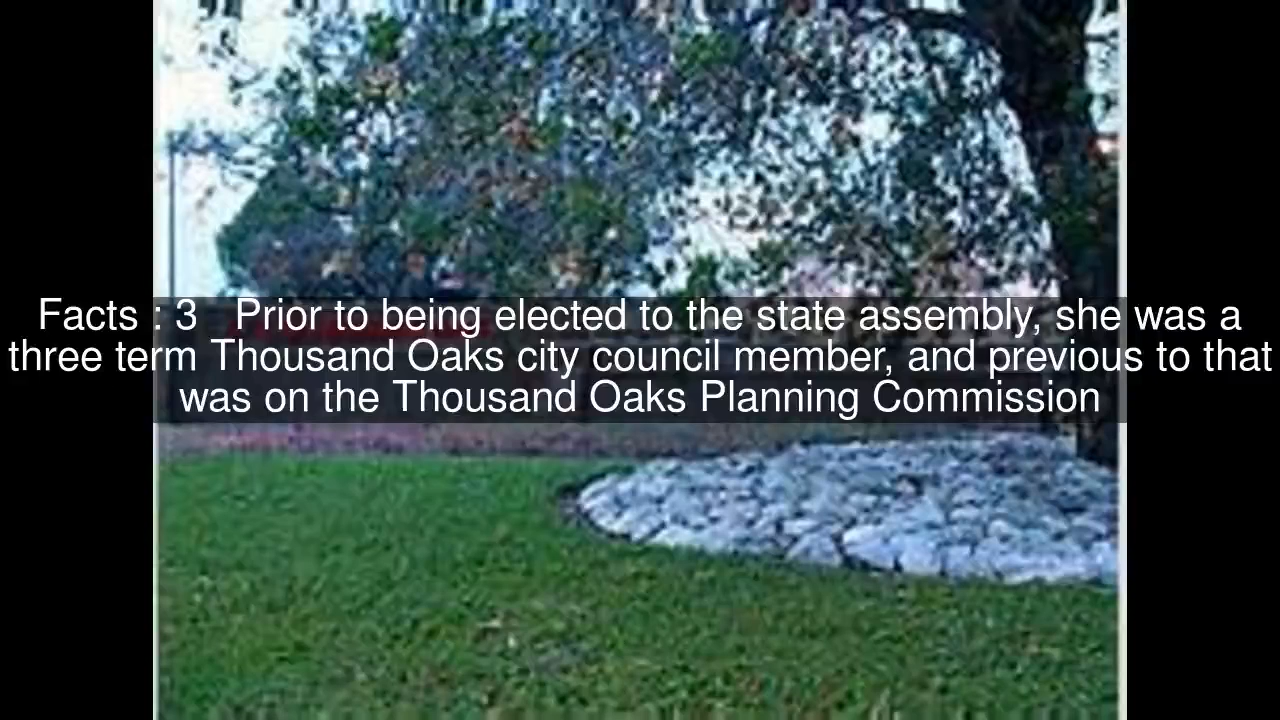 Facts : 3 Prior to being elected to the state assembly, she was a
three term Thousand Oaks city council member, and previous to that
was on the Thousand Oaks Planning Commission